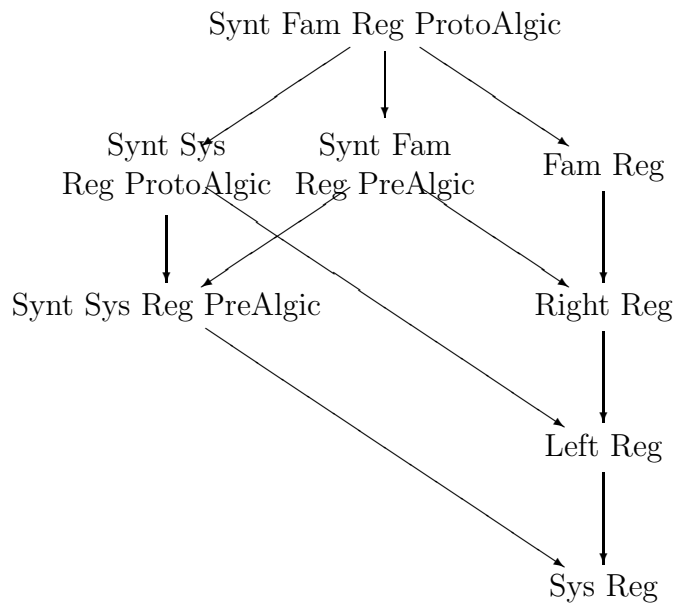 Synt Fam Reg ProtoAlgic
Synt Sys
Reg ProtoAlgic
Synt Fam
Reg PreAlgic
Fam Reg
Synt Sys Reg PreAlgic
Right Reg
Left Reg
Sys Reg